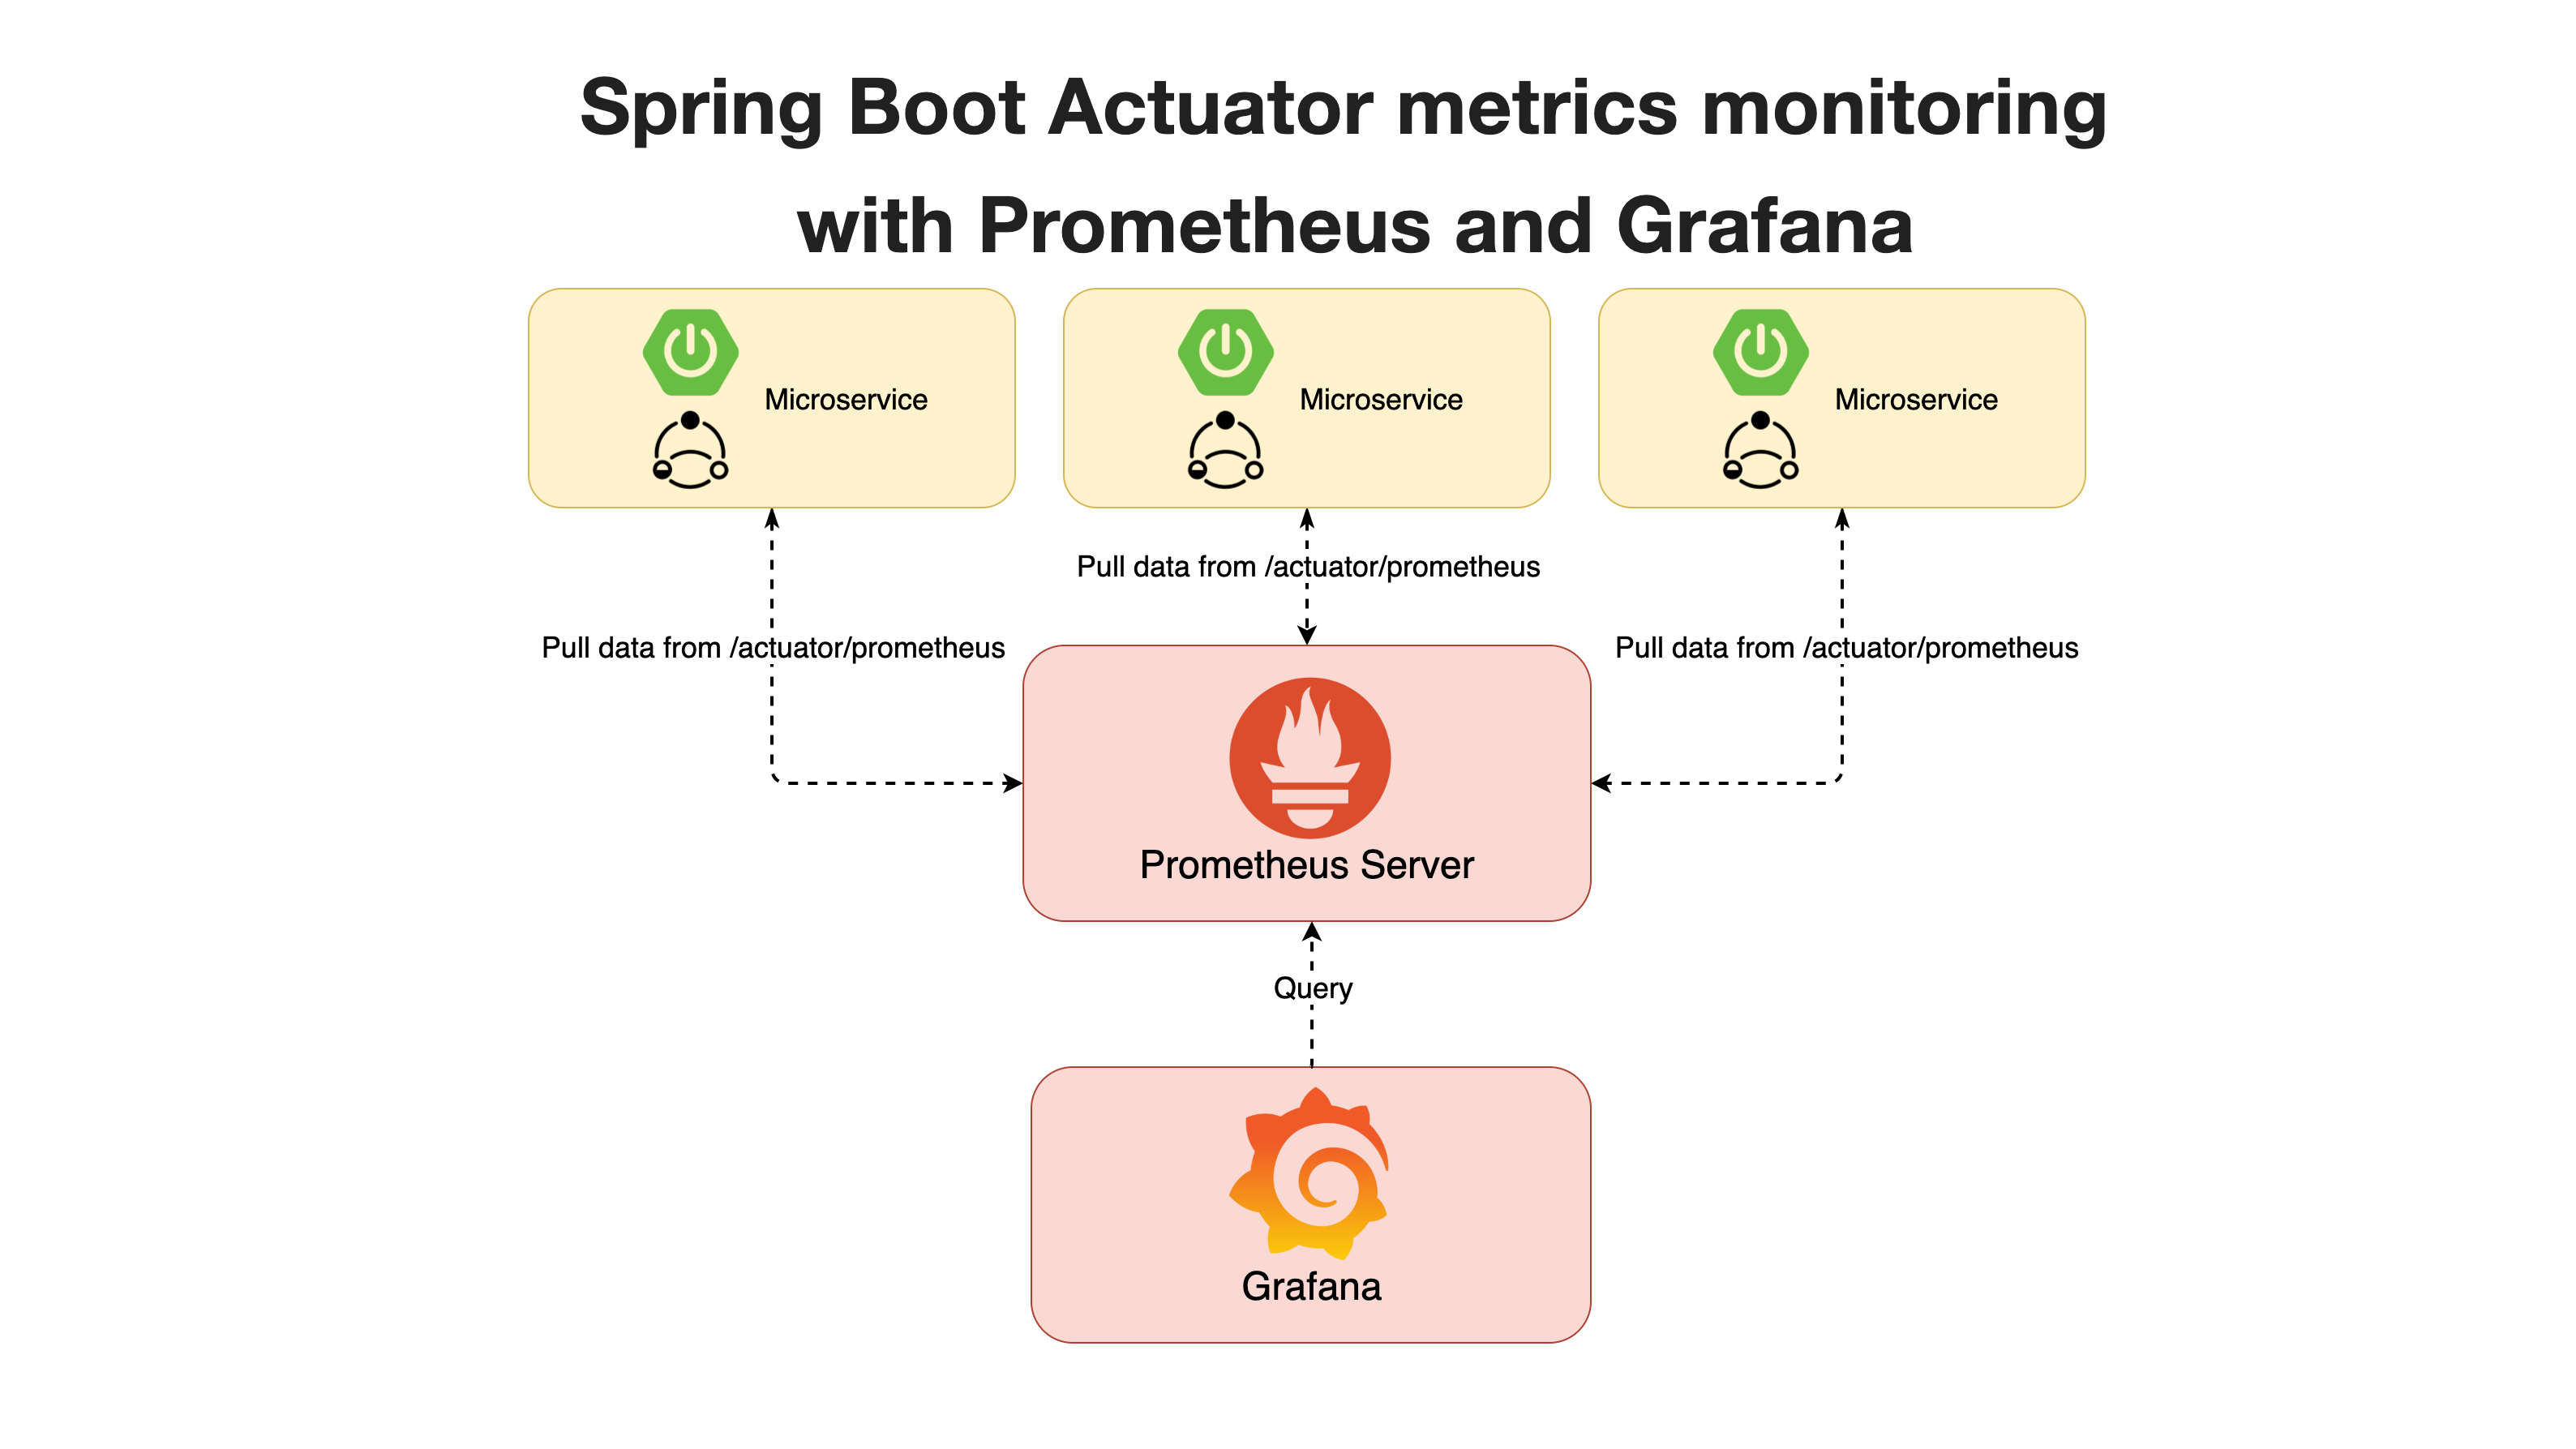 Spring Boot Actuator metrics monitoring
with Prometheus and Grafana
Microservice
Microservice
Microservice
Pull data from /actuator/prometheus
Pull data from /actuator/prometheus
Pull data from /actuator/prometheus
Prometheus Server
Query
Grafana